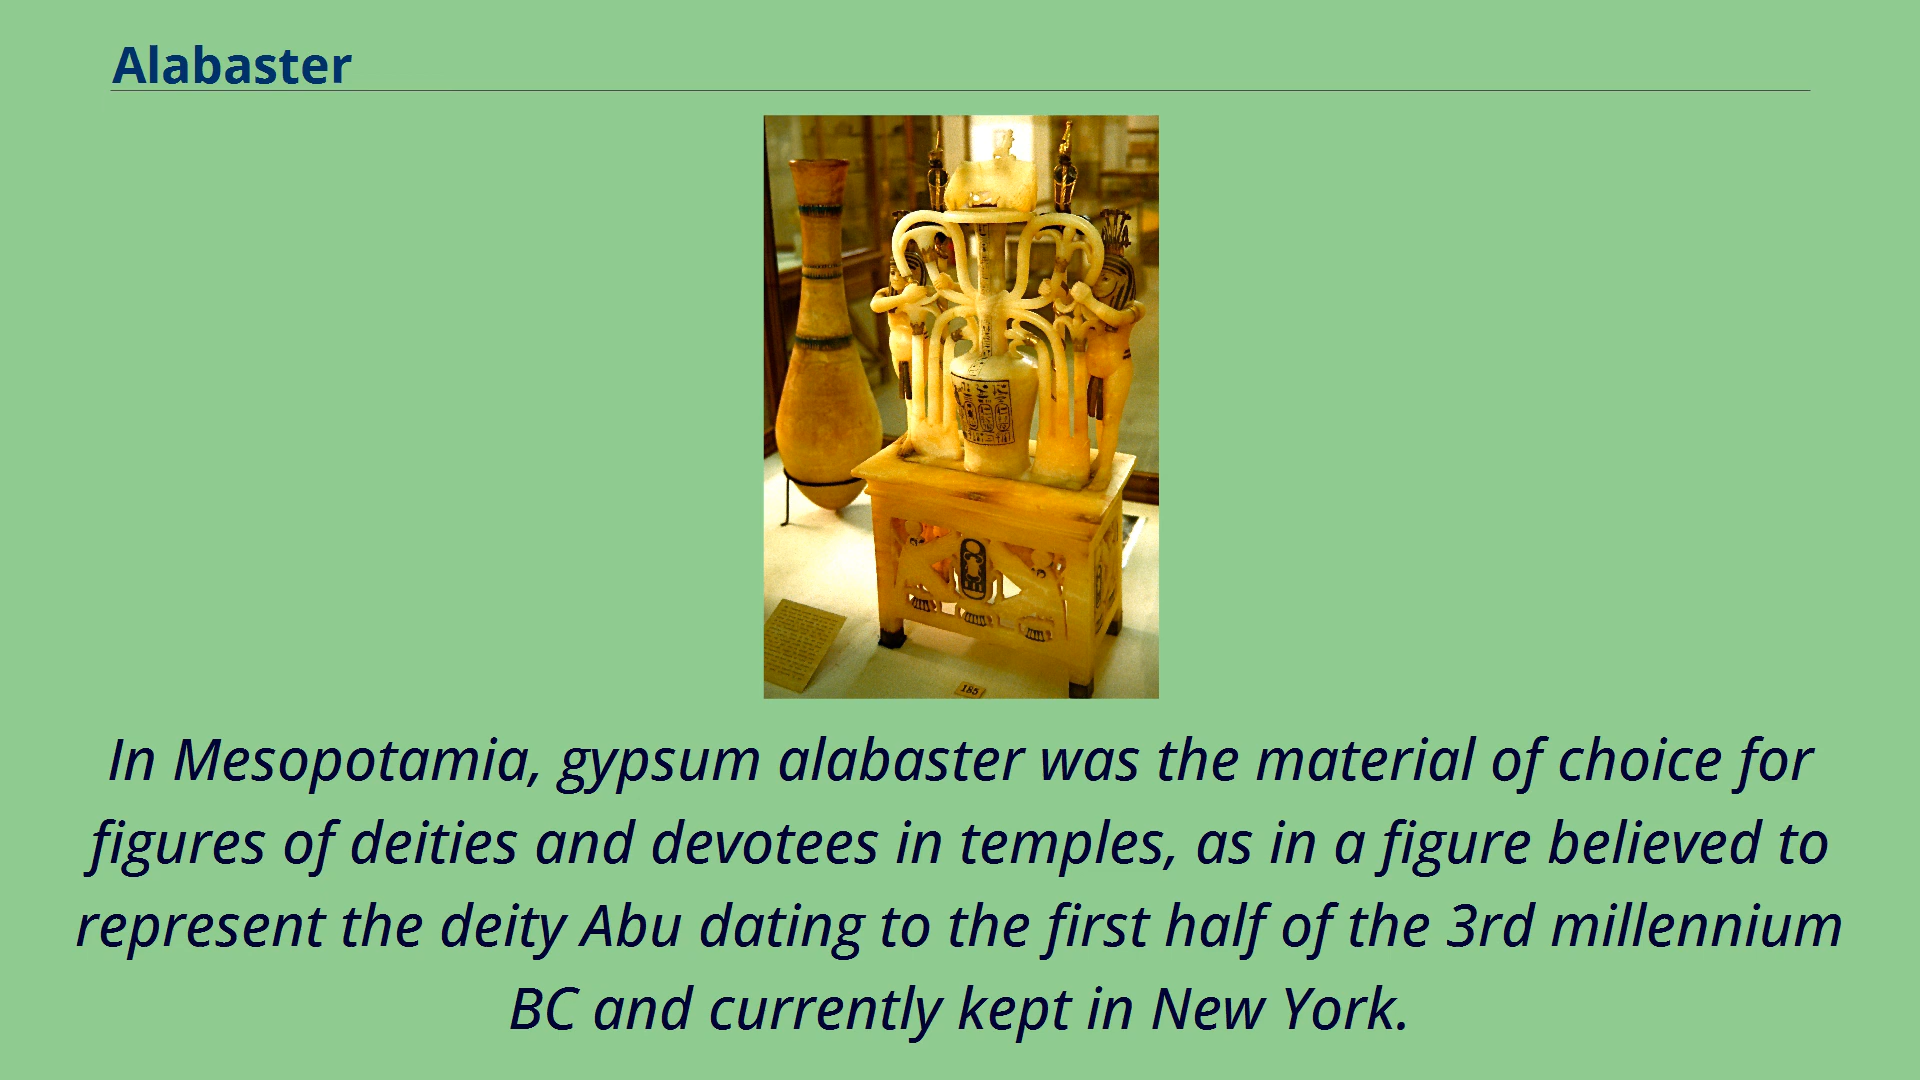 Alabaster
185
In Mesopotamia, gypsum alabaster was the material of choice for
figures of deities and devotees in temples, as in a figure believed to
represent the deity Abu dating to the first half of the 3rd millennium
BC and currently kept in New York.